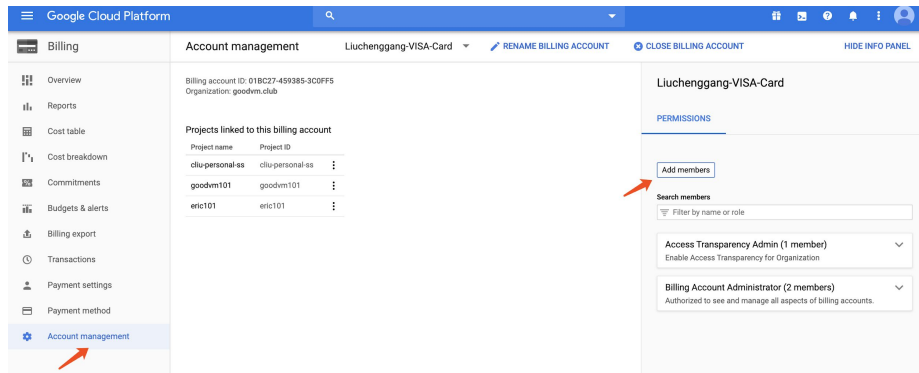 Google Cloud Platform
Billing
Account management
Liuchenggang-VISA-Card
RENAME BILLING ACCOUNT
CLOSE BILLING ACCOUNT
HIDE INFO PANEL
Overview
Reports
Cost table
Cost breakdown
Commitments
Budgets & alerts
Billing export
Transactions
Payment settings
Payment method
Account management
Billing account ID: 01BC27-459385-3C0FF5
Organization: goodvm.club
Projects linked to this billing account
Project name Project ID
cliu-personal-ss cliu-personal-ss
goodvm101 goodvm101
eric101 eric101
Liuchenggang-VISA-Card
PERMISSIONS
Add members
Search members
Filter by name or role
Access Transparency Admin (1 member)
Enable Access Transparency for Organization
Billing Account Administrator (2 members)
Authorized to see and manage all aspects of billing accounts.